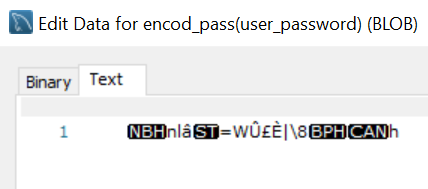 Edit Data for encod_pass(user_password) (BLOB)
Binary Text
1 NBHnlâST=WÛ£È|\8BPHCANh